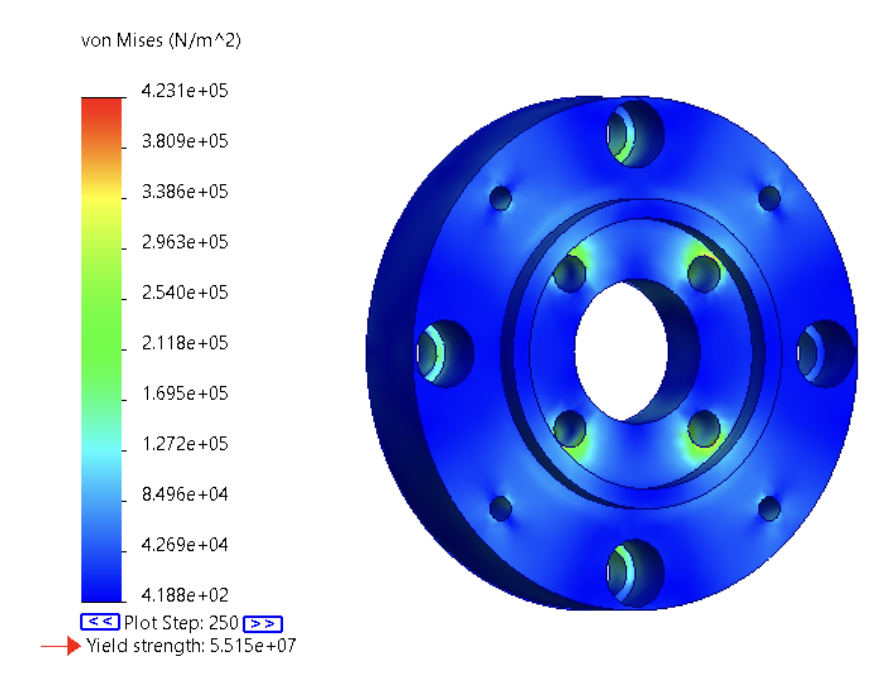 von Mises (N/m^2)
4.231e+05
3.809e+05
3.386e+05
2.963e+05
2.540e+05
2.118e+05
1.695e+05
1.272e+05
8.496e+04
4.269e+04
4.188e+02
<< Plot Step: 250 >>
Yield strength: 5.515e+07